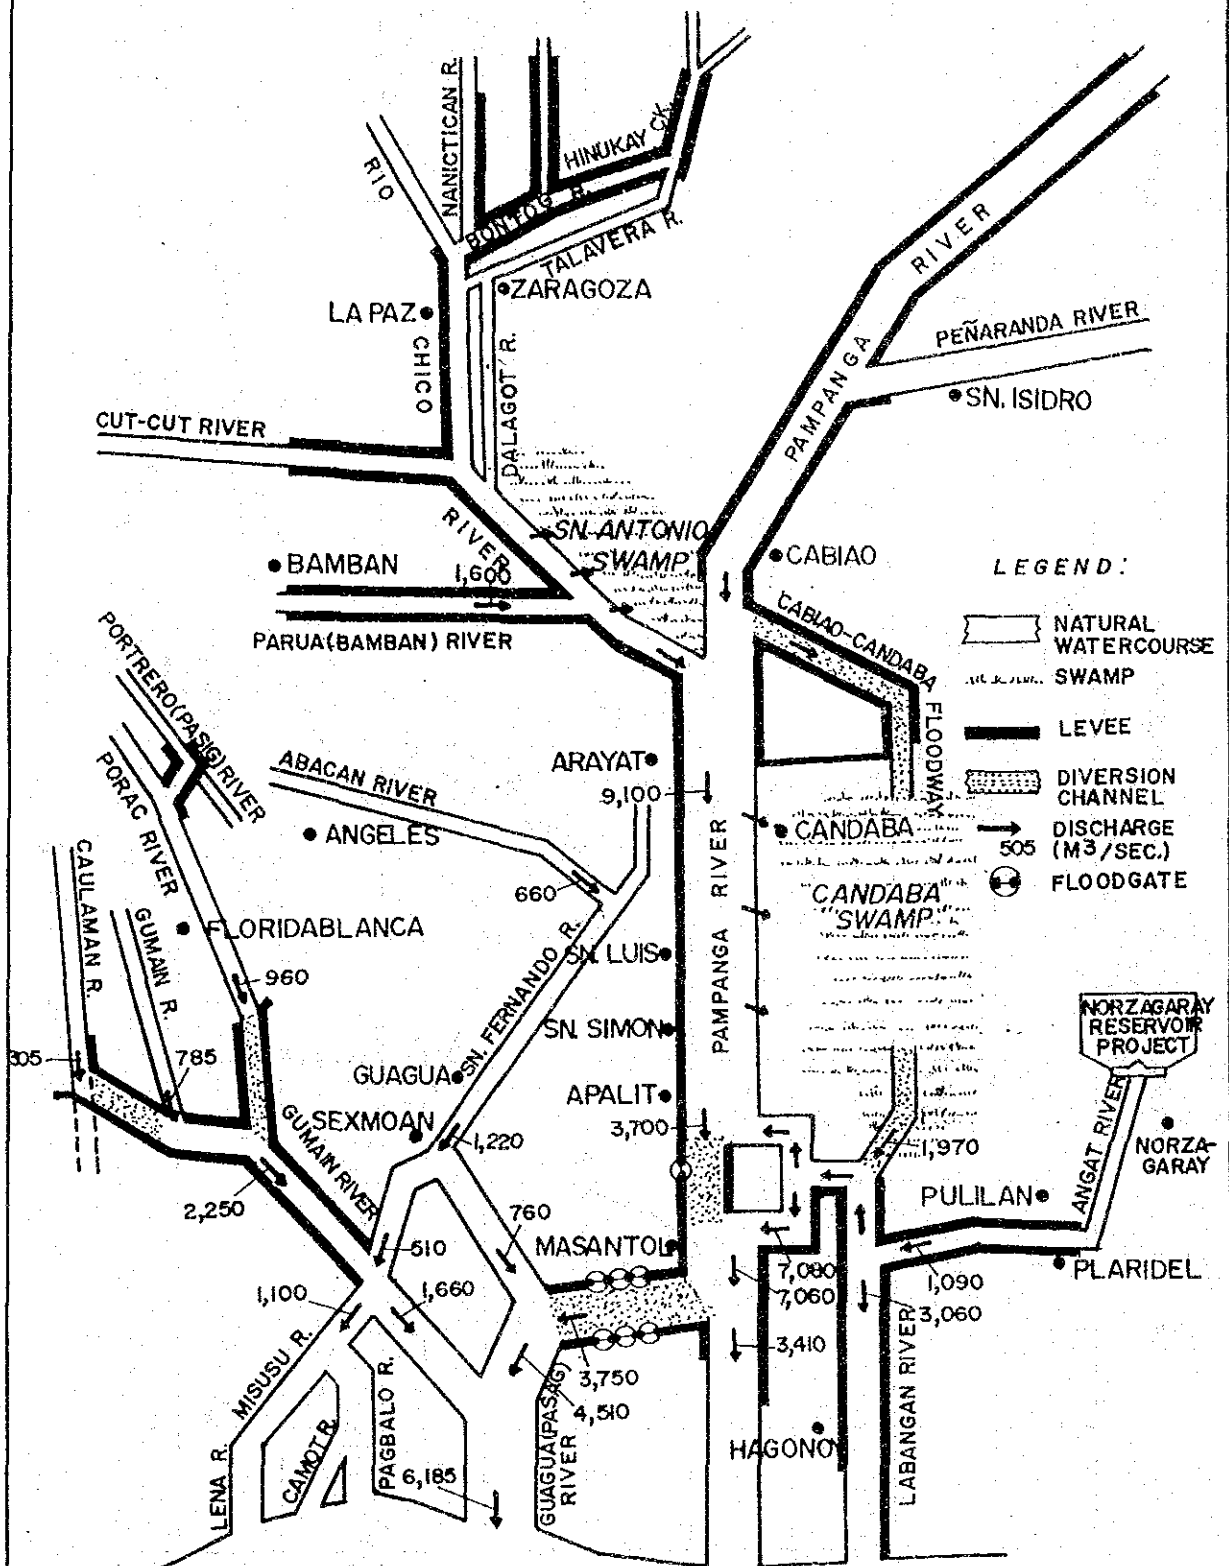 NANICTICAN R.
RIO
CHICO
RIVER
HINUKAY CK.
BONTOG R.
TALAVERA R.
ZARAGOZA
LA PAZ
DALAGOT R.
CUT-CUT RIVER
PAMPANGA
RIVER
PEÑARANDA RIVER
SN. ISIDRO
SN. ANTONIO
SWAMP
BAMBAN
1,600
PARUA (BAMBAN) RIVER
CABIAO
CABIAO-CANDABA
FLOODWAY
LEGEND:
NATURAL
WATERCOURSE
SWAMP
LEVEE
DIVERSION
CHANNEL
DISCHARGE
505 (M3/SEC.)
FLOODGATE
PORTRERO (PASIG) RIVER
PORAC RIVER
ABACAN RIVER
ANGELES
ARAYAT
9,100
CANDABA
CANDABA
SWAMP
PAMPANGA RIVER
660
CAULAMAN R.
GUMAIN R.
FLORIDABLANCA
960
SN. FERNANDO R.
SN. LUIS
SN. SIMON
NORZAGARAY
RESERVOIR
PROJECT
305
785
GUAGUA
SEXMOAN
APALIT
3,700
1,220
1,970
ANGAT RIVER
NORZA-
GARAY
GUMAIN RIVER
2,250
PULILAN
510
760
MASANTOL
7,080
7,060
1,090
PLARIDEL
1,100
1,660
3,060
3,410
3,750
4,510
MISUSU R.
LENA R.
CAMOT R.
PAGBALO R.
6,185
GUAGUA (PASAG)
RIVER
HAGONOY
LABANGAN RIVER